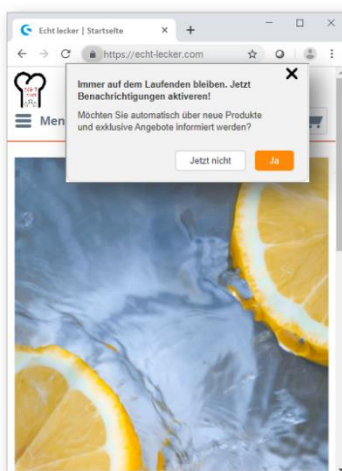 Echt lecker | Startseite
https://echt-lecker.com
Immer auf dem Laufenden bleiben. Jetzt
Benachrichtigungen aktiveren!
Möchten Sie automatisch über neue Produkte
und exklusive Angebote informiert werden?
Jetzt nicht
Ja
Men